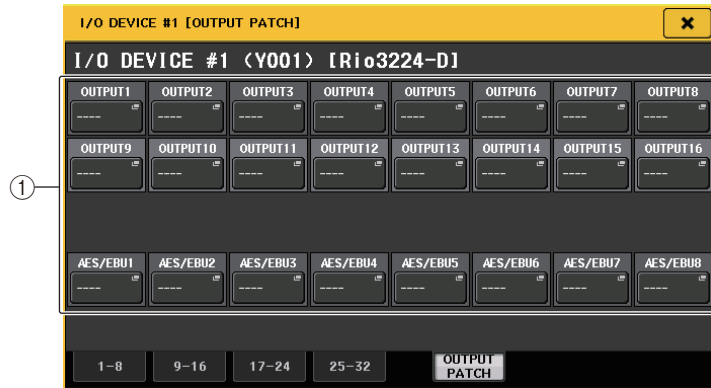 I/O DEVICE #1 [OUTPUT PATCH]
I/O DEVICE #1 (Y001) [Rio3224-D]
OUTPUT1 OUTPUT2 OUTPUT3 OUTPUT4 OUTPUT5 OUTPUT6 OUTPUT7 OUTPUT8
---- ---- ---- ---- ---- ---- ---- ----
OUTPUT9 OUTPUT10 OUTPUT11 OUTPUT12 OUTPUT13 OUTPUT14 OUTPUT15 OUTPUT16
---- ---- ---- ---- ---- ---- ---- ----
①
AES/EBU1 AES/EBU2 AES/EBU3 AES/EBU4 AES/EBU5 AES/EBU6 AES/EBU7 AES/EBU8
---- ---- ---- ---- ---- ---- ---- ----
1-8 9-16 17-24 25-32 OUTPUT
PATCH